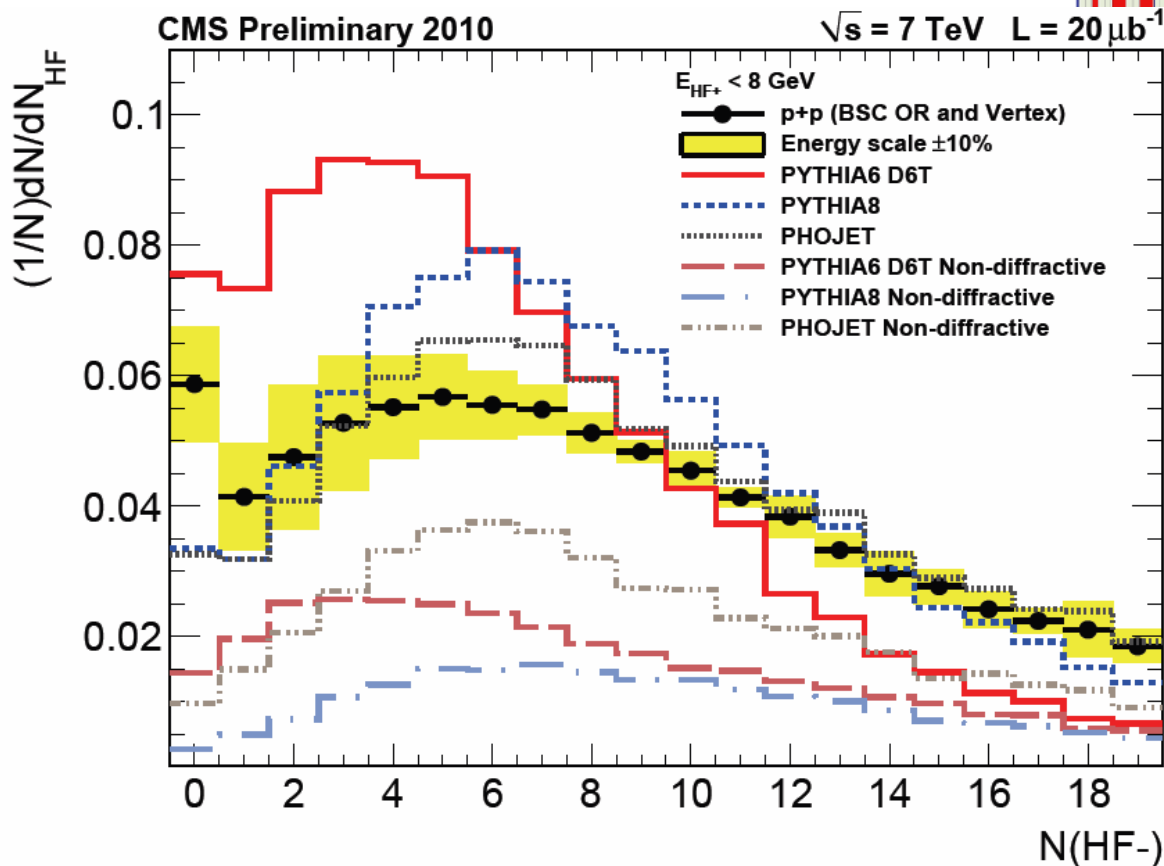 CMS Preliminary 2010
√s = 7 TeV L = 20 μb⁻¹
(1/N)dN/dN_HF
E_HF+ < 8 GeV
p+p (BSC OR and Vertex)
Energy scale ±10%
PYTHIA6 D6T
PYTHIA8
PHOJET
PYTHIA6 D6T Non-diffractive
PYTHIA8 Non-diffractive
PHOJET Non-diffractive
0.1
0.08
0.06
0.04
0.02
0 2 4 6 8 10 12 14 16 18
N(HF-)